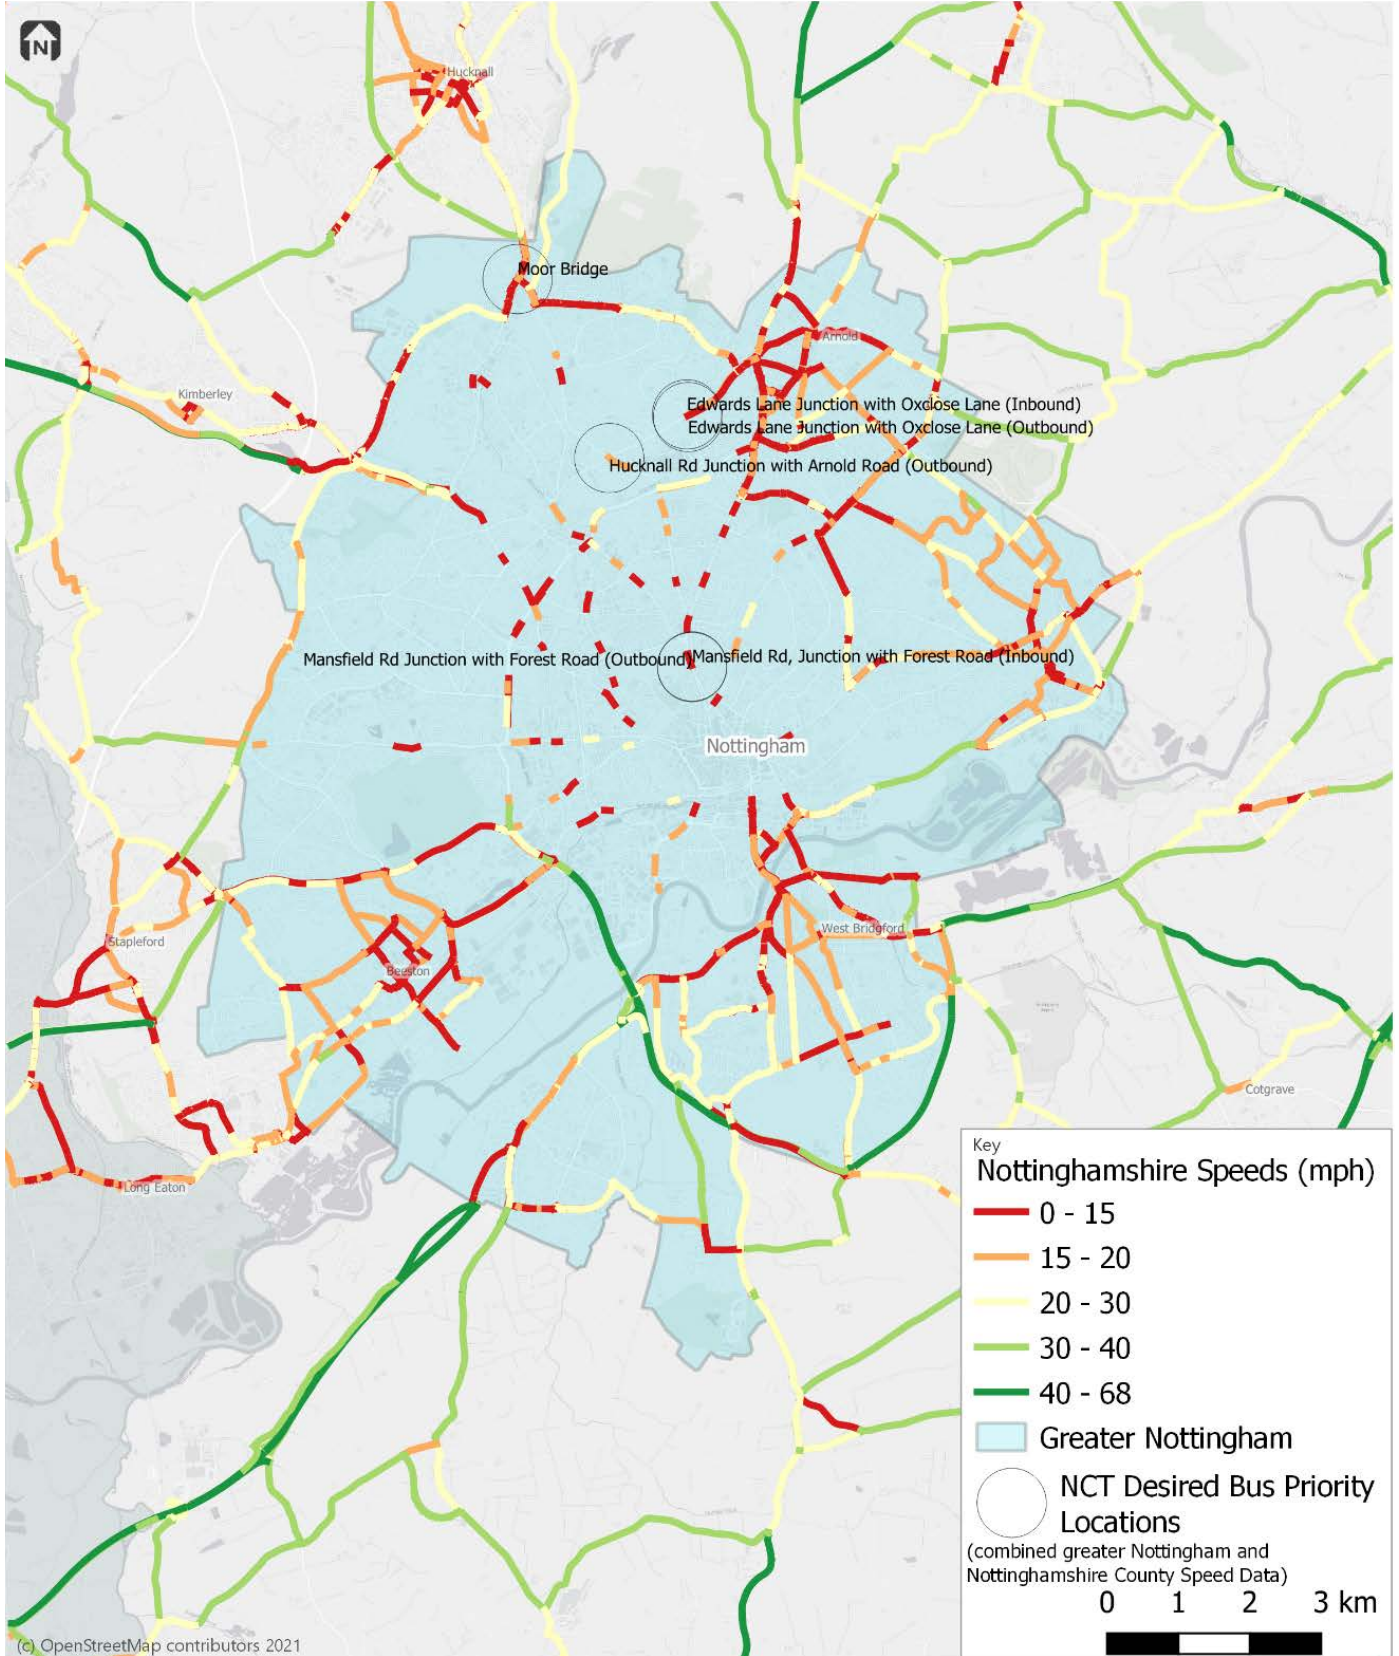 N
Hucknall
Moor Bridge
Arnold
Kimberley
Edwards Lane Junction with Oxclose Lane (Inbound)
Edwards Lane Junction with Oxclose Lane (Outbound)
Hucknall Rd Junction with Arnold Road (Outbound)
Mansfield Rd Junction with Forest Road (Outbound)
Mansfield Rd, Junction with Forest Road (Inbound)
Nottingham
West Bridgford
Stapleford
Beeston
Cotgrave
Long Eaton
Key
Nottinghamshire Speeds (mph)
0 - 15
15 - 20
20 - 30
30 - 40
40 - 68
Greater Nottingham
NCT Desired Bus Priority
Locations
(combined greater Nottingham and
Nottinghamshire County Speed Data)
0 1 2 3 km
(c) OpenStreetMap contributors 2021